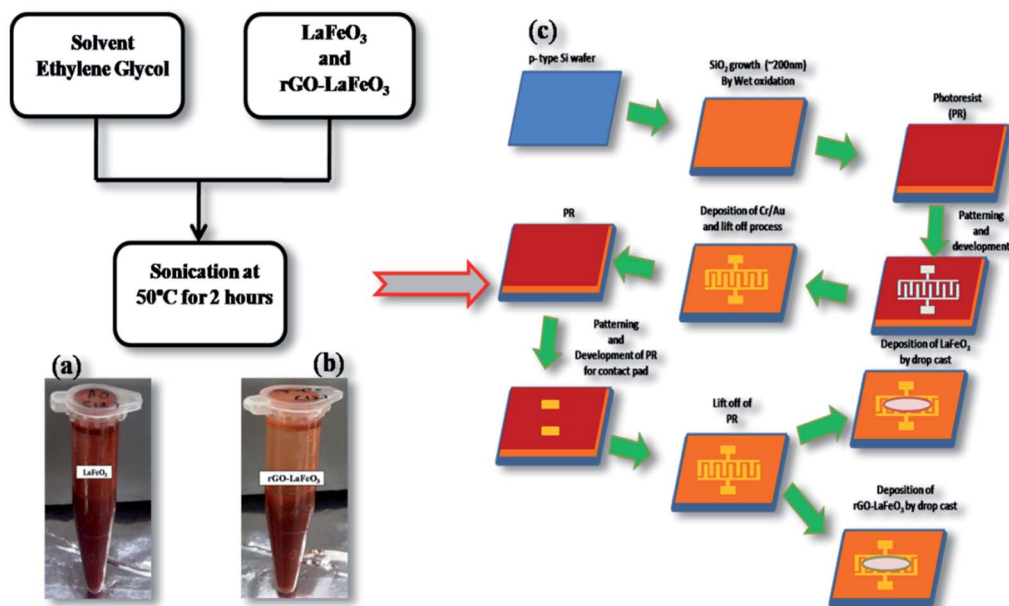 Solvent
Ethylene Glycol
LaFeO₃
and
rGO-LaFeO₃
Sonication at
50°C for 2 hours
(a)
LaFeO₃
(b)
rGO-LaFeO₃
(c)
p- type Si wafer
SiO₂ growth (~200nm)
By Wet oxidation
Photoresist
(PR)
Patterning
and
development
Deposition of Cr/Au
and lift off process
PR
Patterning
and
Development of PR
for contact pad
Lift off of
PR
Deposition of LaFeO₃
by drop cast
Deposition of
rGO-LaFeO₃ by drop cast